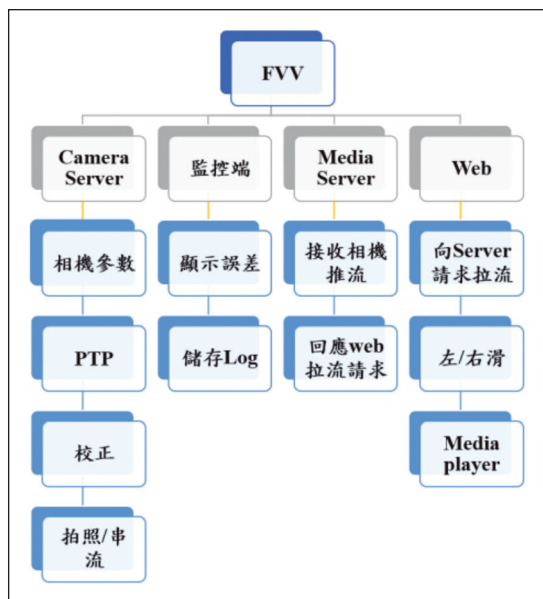 FVV
Camera
Server
監控端
Media
Server
Web
相機參數
顯示誤差
接收相機
推流
向Server
請求拉流
PTP
儲存Log
回應web
拉流請求
左/右滑
校正
Media
player
拍照/串
流